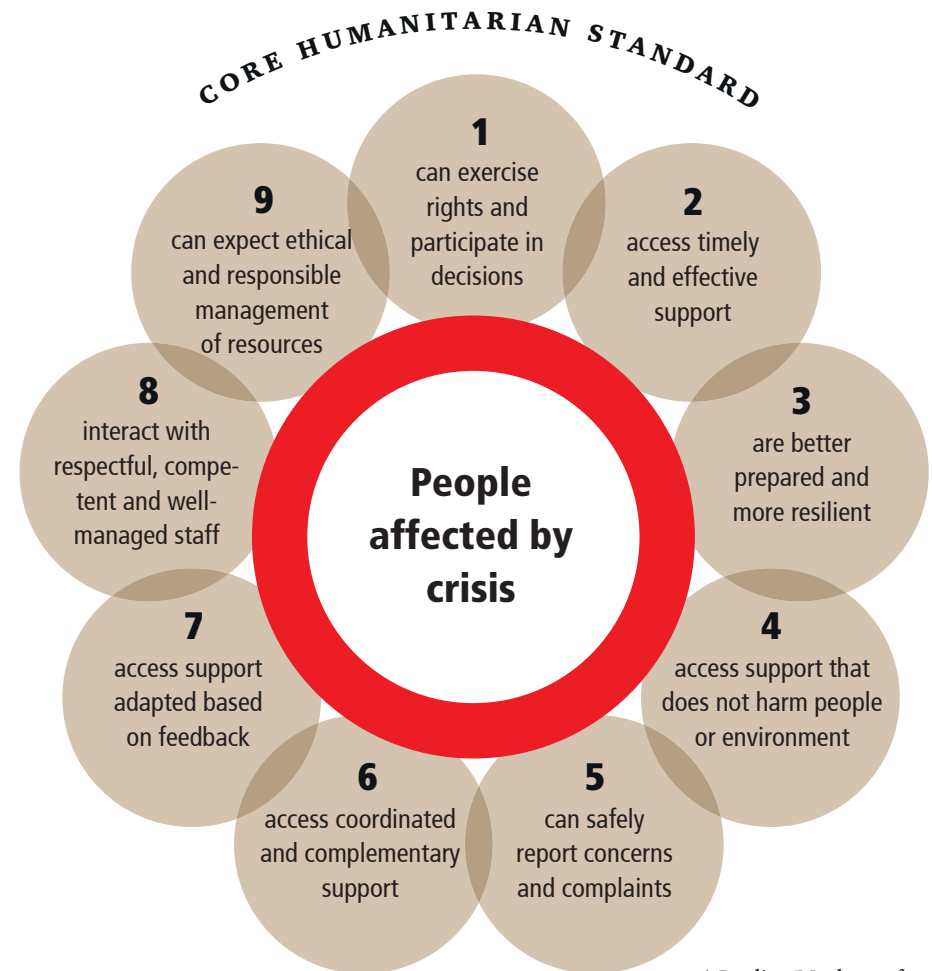 CORE HUMANITARIAN STANDARD
1
can exercise
rights and
participate in
decisions
2
access timely
and effective
support
3
are better
prepared and
more resilient
4
access support that
does not harm people
or environment
5
can safely
report concerns
and complaints
6
access coordinated
and complementary
support
7
access support
adapted based
on feedback
8
interact with
respectful, compe-
tent and well-
managed staff
9
can expect ethical
and responsible
management
of resources
People
affected by
crisis